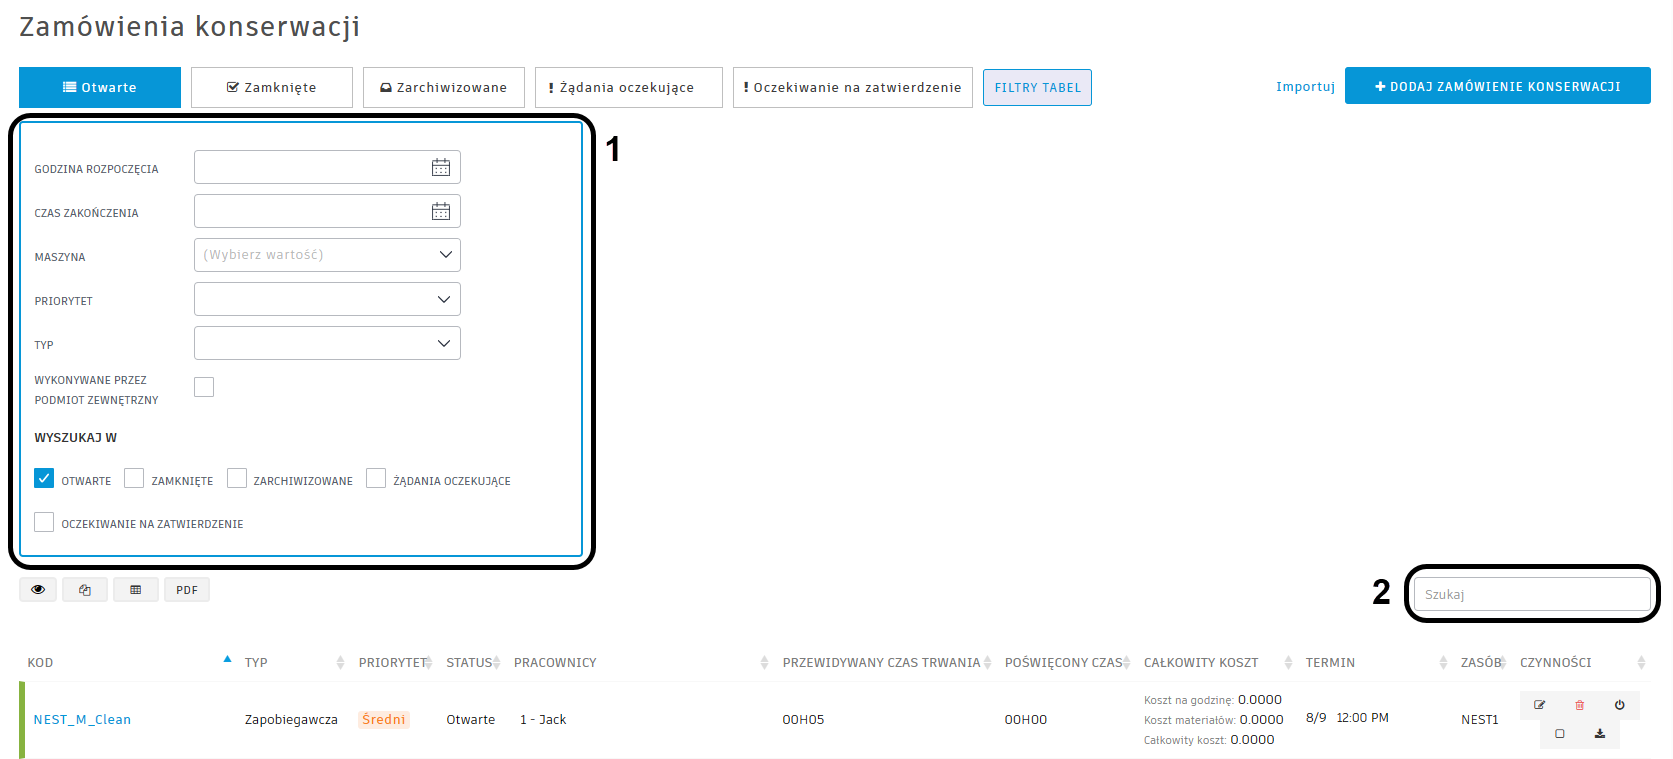 Zamówienia konserwacji
Otwarte Zamknięte Zarchiwizowane ! Żądania oczekujące ! Oczekiwanie na zatwierdzenie FILTRY TABEL Importuj + DODAJ ZAMÓWIENIE KONSERWACJI
1
GODZINA ROZPOCZĘCIA
CZAS ZAKOŃCZENIA
MASZYNA (Wybierz wartość)
PRIORYTET
TYP
WYKONYWANE PRZEZ
PODMIOT ZEWNĘTRZNY
WYSZUKAJ W
OTWARTE ZAMKNIĘTE ZARCHIWIZOWANE ŻĄDANIA OCZEKUJĄCE
OCZEKIWANIE NA ZATWIERDZENIE
PDF 2 Szukaj
KOD TYP PRIORYTET STATUS PRACOWNICY PRZEWIDYWANY CZAS TRWANIA POŚWIĘCONY CZAS CAŁKOWITY KOSZT TERMIN ZASÓB CZYNNOŚCI
NEST_M_Clean Zapobiegawcza Średni Otwarte 1 - Jack 00H05 00H00 Koszt na godzinę: 0.0000
Koszt materiałów: 0.0000
Całkowity koszt: 0.0000
8/9 12:00 PM NEST1